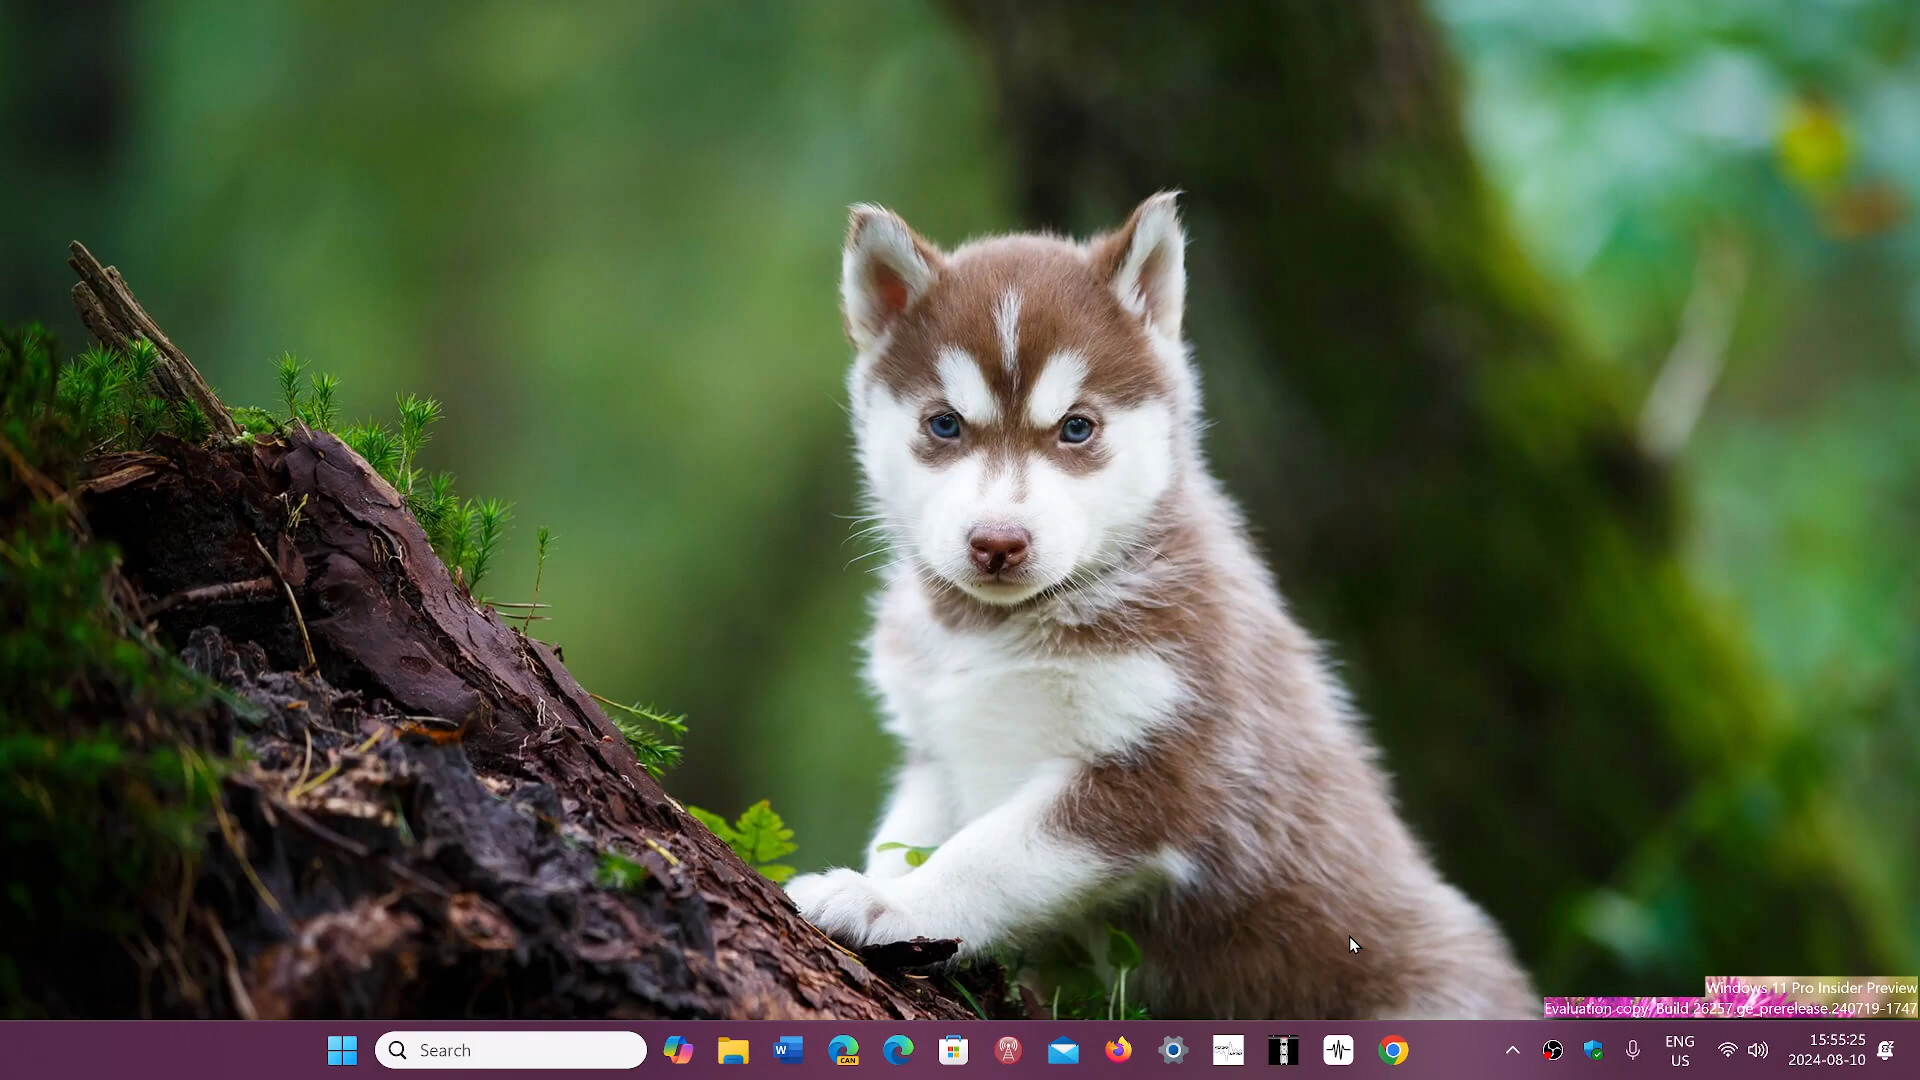 Windows 11 Pro Insider Preview
Evaluation copy. Build 26257.ge_prerelease.240719-1747
Search
W
CAN
ENG
US
15:55:25
2024-08-10